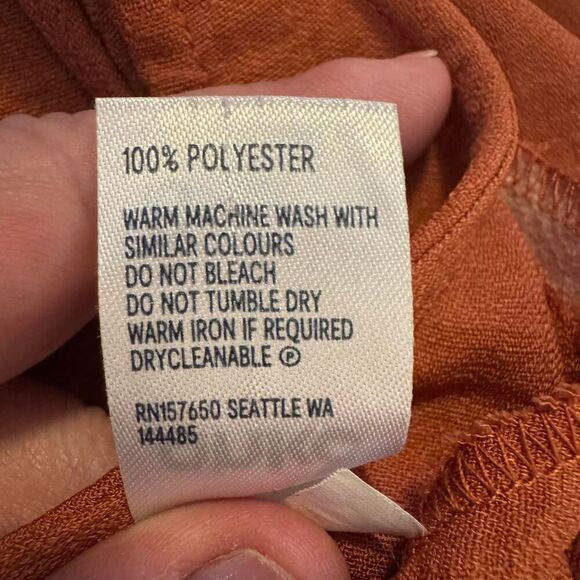 100% POLYESTER
WARM MACHINE WASH WITH
SIMILAR COLOURS
DO NOT BLEACH
DO NOT TUMBLE DRY
WARM IRON IF REQUIRED
DRYCLEANABLE Ⓟ
RN157650 SEATTLE WA
144485